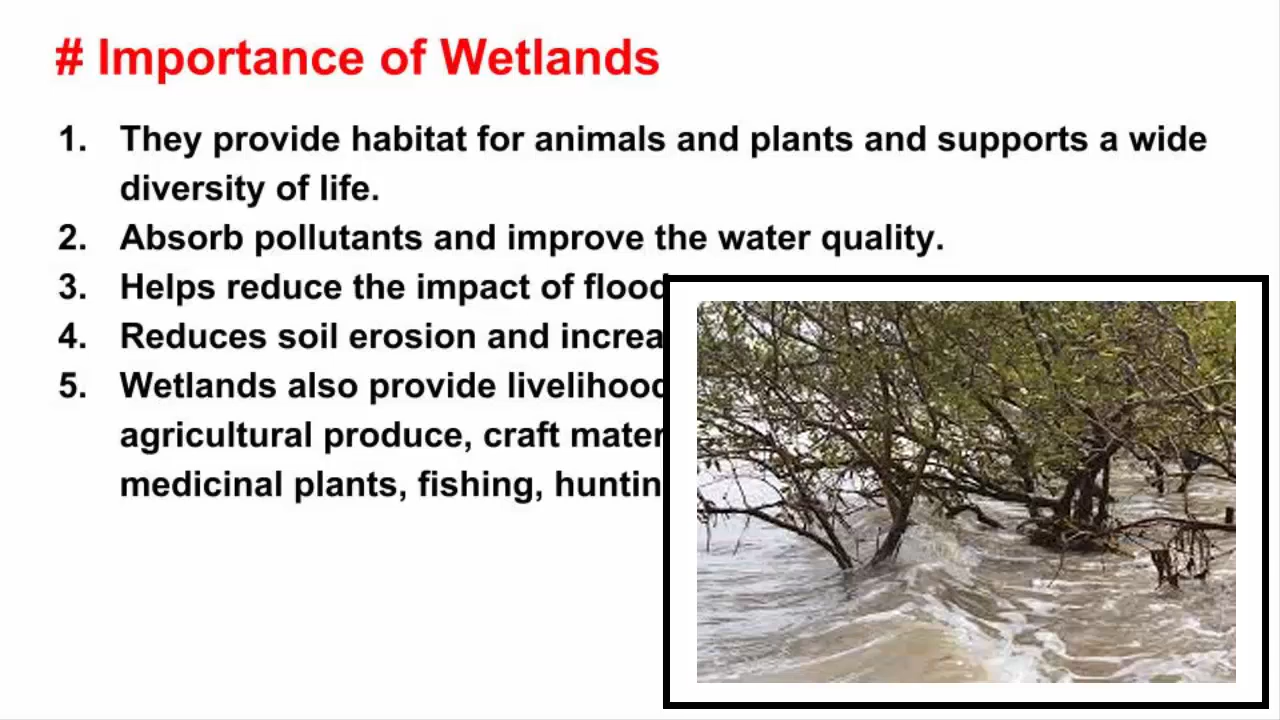 # Importance of Wetlands
1. They provide habitat for animals and plants and supports a wide
diversity of life.
2. Absorb pollutants and improve the water quality.
3. Helps reduce the impact of flood
4. Reduces soil erosion and increa
5. Wetlands also provide livelihood
agricultural produce, craft mater
medicinal plants, fishing, huntin